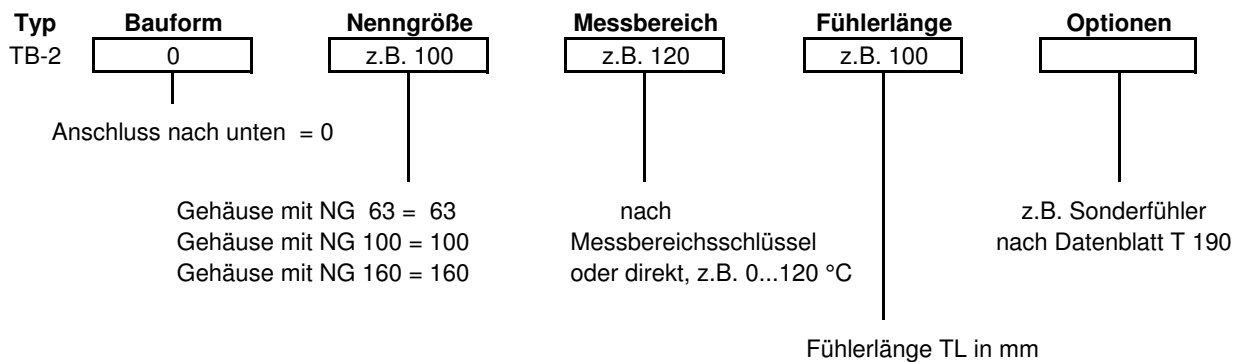 Typ Bauform Nenngröße Messbereich Fühlerlänge Optionen
TB-2 0 z.B. 100 z.B. 120 z.B. 100
Anschluss nach unten = 0
Gehäuse mit NG 63 = 63 nach z.B. Sonderfühler
Gehäuse mit NG 100 = 100 Messbereichsschlüssel nach Datenblatt T 190
Gehäuse mit NG 160 = 160 oder direkt, z.B. 0...120 °C
Fühlerlänge TL in mm